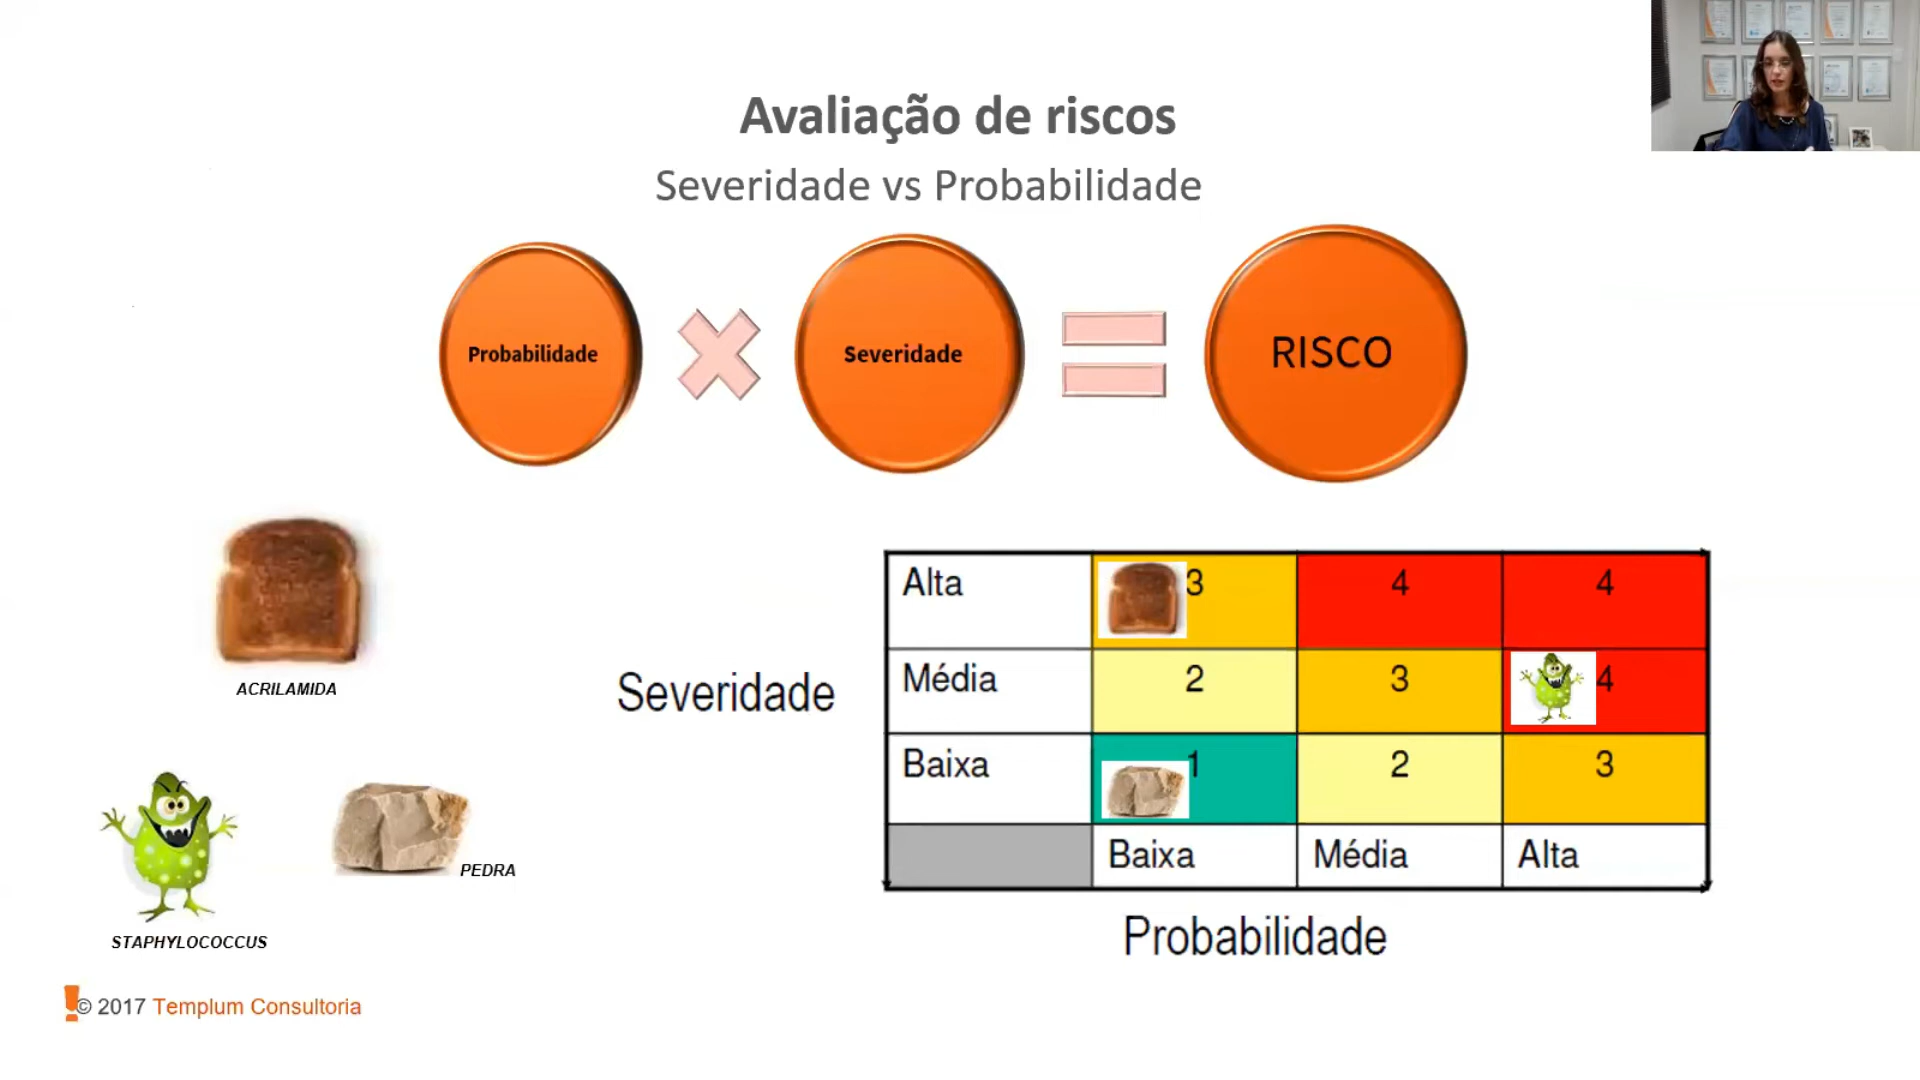 Avaliação de riscos
Severidade vs Probabilidade
Probabilidade
Severidade
RISCO
ACRILAMIDA
STAPHYLOCOCCUS
PEDRA
Severidade
Alta 3 4 4
Média 2 3 4
Baixa 1 2 3
Baixa Média Alta
Probabilidade
© 2017 Templum Consultoria